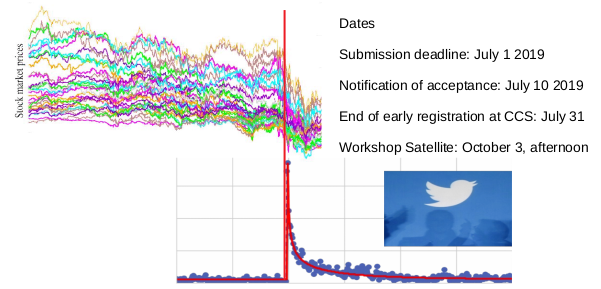 Stock market prices
Dates
Submission deadline: July 1 2019
Notification of acceptance: July 10 2019
End of early registration at CCS: July 31
Workshop Satellite: October 3, afternoon